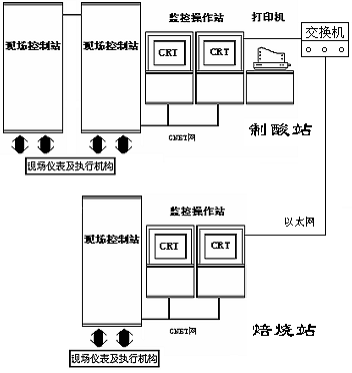 监控操作站
打印机
交换机
现场控制站
现场控制站
CRT
CRT
CNET网
制酸站
现场仪表及执行机构
监控操作站
以太网
现场控制站
CRT
CRT
CNET网
焙烧站
现场仪表及执行机构